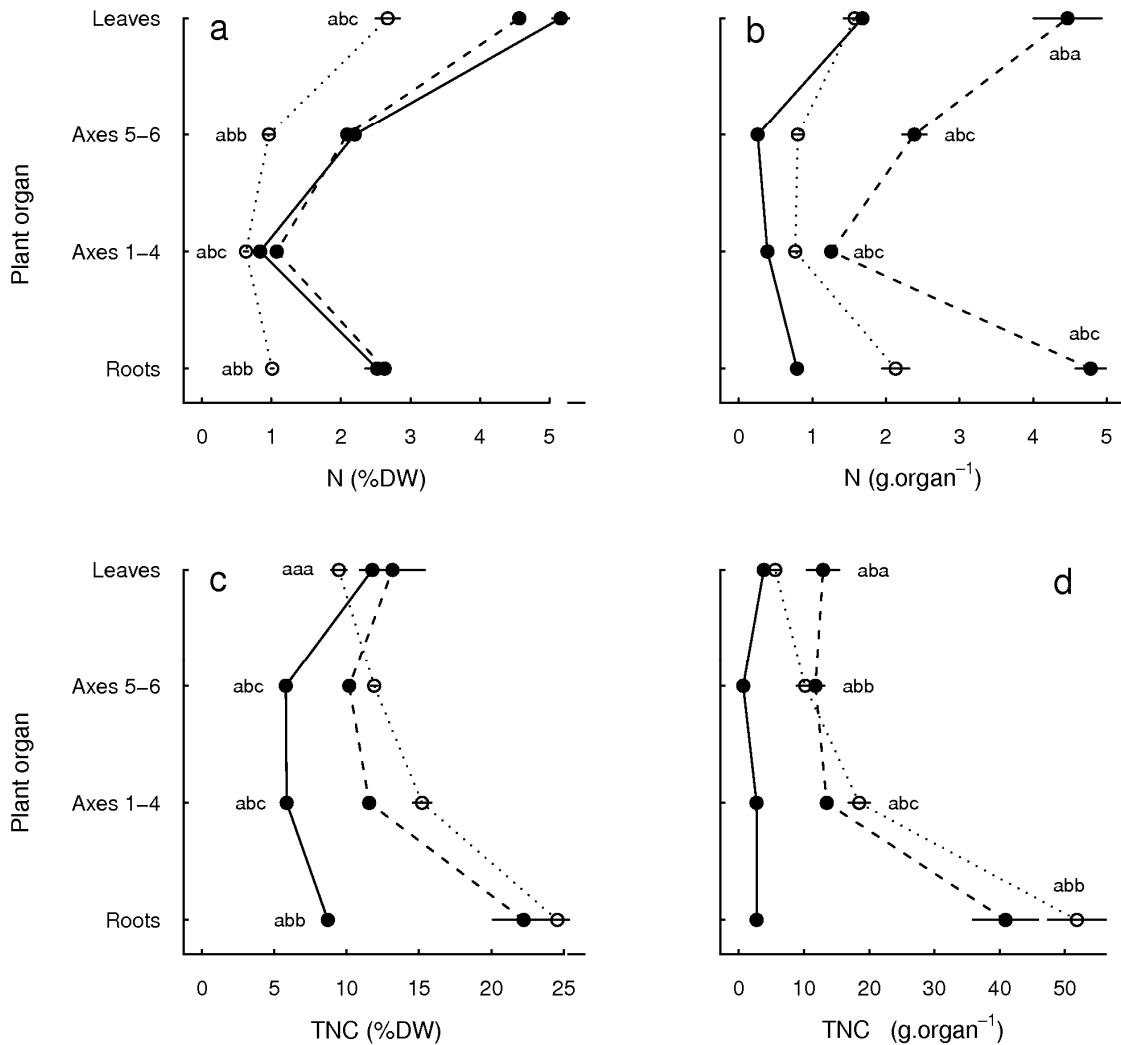 Plant organ
Leaves
Axes 5−6
Axes 1−4
Roots
a
abc
abb
abc
abb
0 1 2 3 4 5
N (%DW)
b
aba
abc
abc
abc
0 1 2 3 4 5
N (g.organ⁻¹)
Plant organ
Leaves
Axes 5−6
Axes 1−4
Roots
c
aaa
abc
abc
abb
0 5 10 15 20 25
TNC (%DW)
d
aba
abb
abc
abb
0 10 20 30 40 50
TNC (g.organ⁻¹)